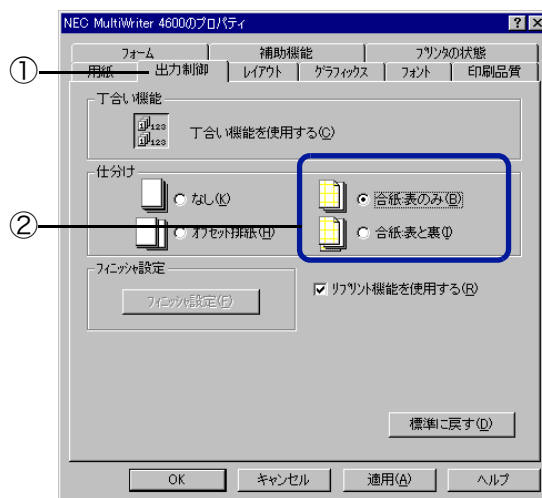 NEC MultiWriter 4600のプロパティ
フォーム 補助機能 プリンタの状態
① 用紙 出力制御 レイアウト グラフィックス フォント 印刷品質
丁合い機能
丁合い機能を使用する(C)
仕分け
なし(K) 合紙:表のみ(B)
② オフセット排紙(H) 合紙:表と裏(I)
フィニッシャ設定
フィニッシャ設定(F) リプリント機能を使用する(R)
標準に戻す(D)
OK キャンセル 適用(A) ヘルプ